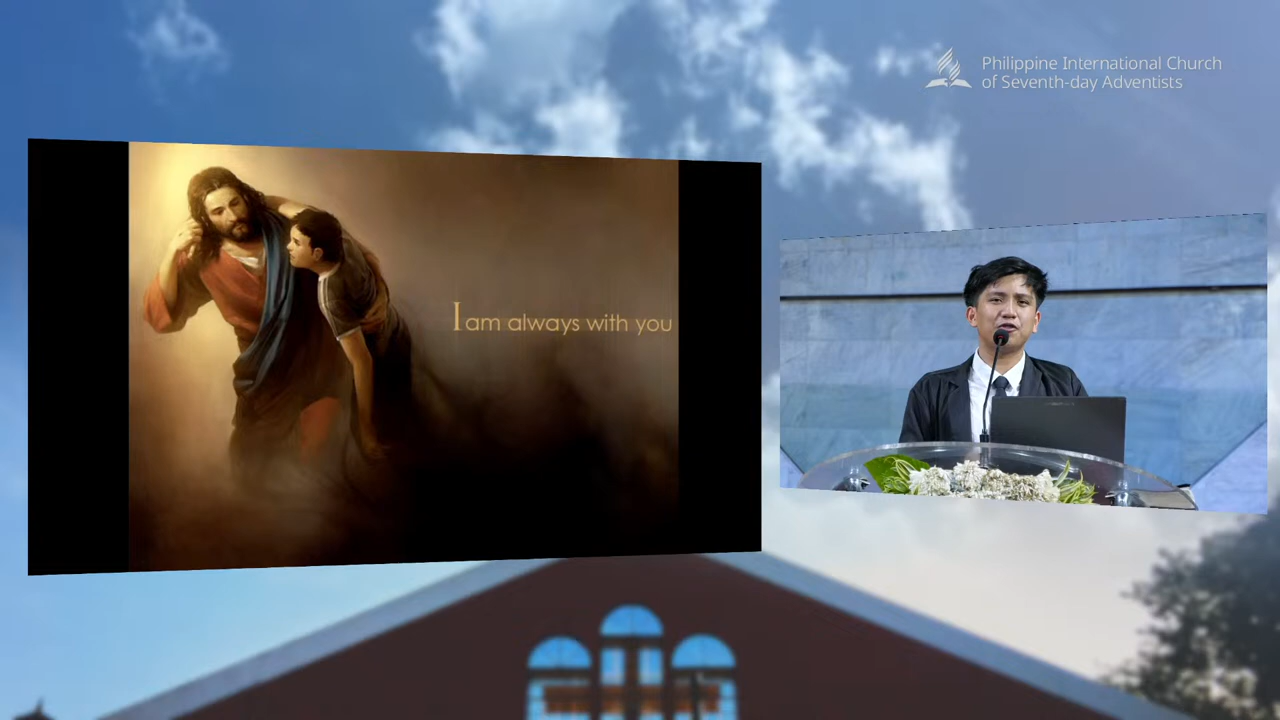 Philippine International Church
of Seventh-day Adventists
I am always with you